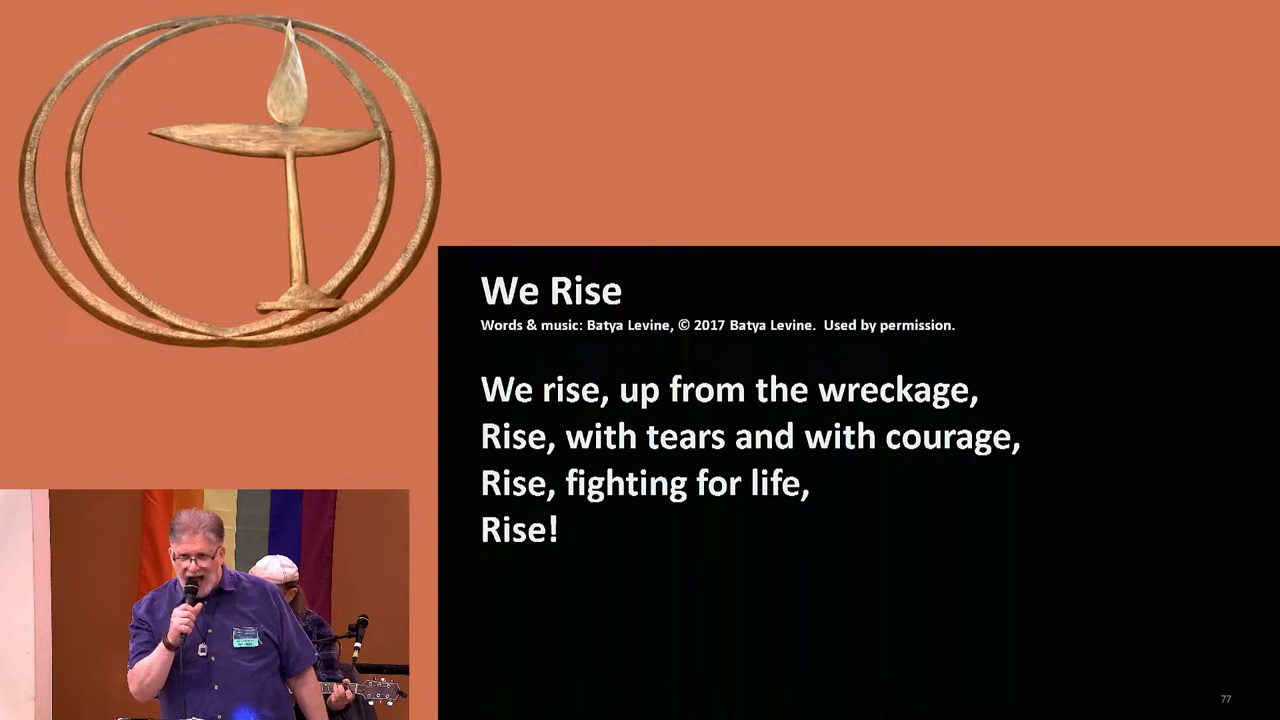 We Rise
Words & music: Batya Levine, © 2017 Batya Levine.  Used by permission.
We rise, up from the wreckage,
Rise, with tears and with courage,
Rise, fighting for life,
Rise!
77